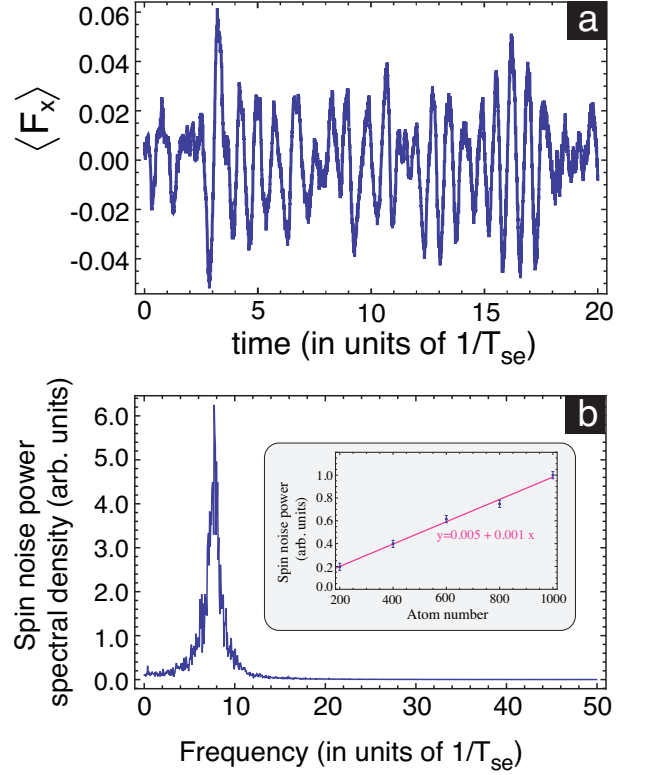 a
0.06
0.04
0.02
0.00
-0.02
-0.04
⟨Fx⟩
0 5 10 15 20
time (in units of 1/Tse)
b
6.0
5.0
4.0
3.0
2.0
1.0
0.0
Spin noise power
spectral density (arb. units)
1.0
0.8
0.6
0.4
0.2
0.0
Spin noise power
(arb. units)
y=0.005 + 0.001 x
200 400 600 800 1000
Atom number
0 10 20 30 40 50
Frequency (in units of 1/Tse)